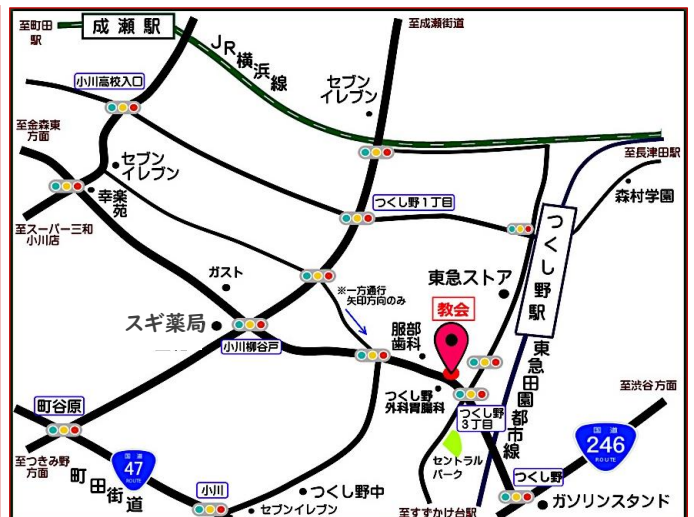 至町田
駅
成瀬駅
至成瀬街道
JR横浜線
小川高校入口
セブン
イレブン
至金森東
方面
セブン
イレブン
至長津田駅
森村学園
幸楽苑
つくし野1丁目
至スーパー三和
小川店
つくし野駅
ガスト
※一方通行
矢印方向のみ
東急ストア
教会
スギ薬局
服部
歯科
小川柳谷戸
東急田園都市線
つくし野
外科胃腸科
つくし野
3丁目
至渋谷方面
町谷原
国道
246
ROUTE
セントラル
パーク
至つきみ野
方面
国道
47
ROUTE
町田街道
小川
つくし野中
つくし野
ガソリンスタンド
セブンイレブン
至すずかけ台駅